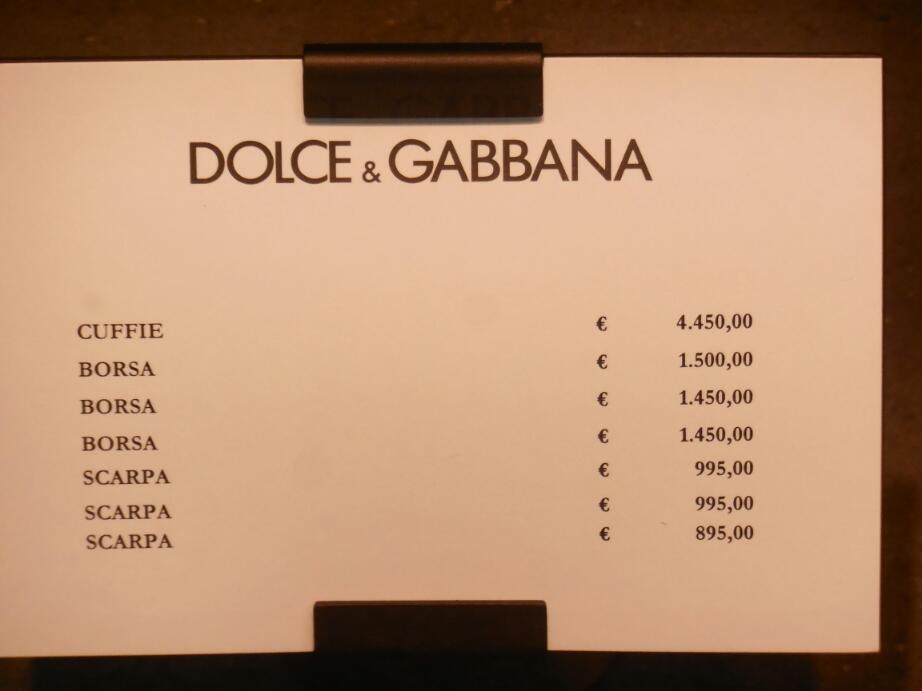 DOLCE & GABBANA
CUFFIE € 4.450,00
BORSA € 1.500,00
BORSA € 1.450,00
BORSA € 1.450,00
SCARPA € 995,00
SCARPA € 995,00
SCARPA € 895,00